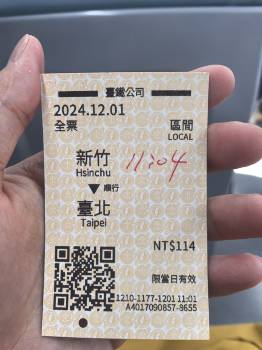 臺鐵公司
2024.12.01
全票
區間
LOCAL
新竹
Hsinchu
11:04
順行
臺北
Taipei
NT$114
限當日有效
1210-1177-1201 11:01
A4017090857-8655